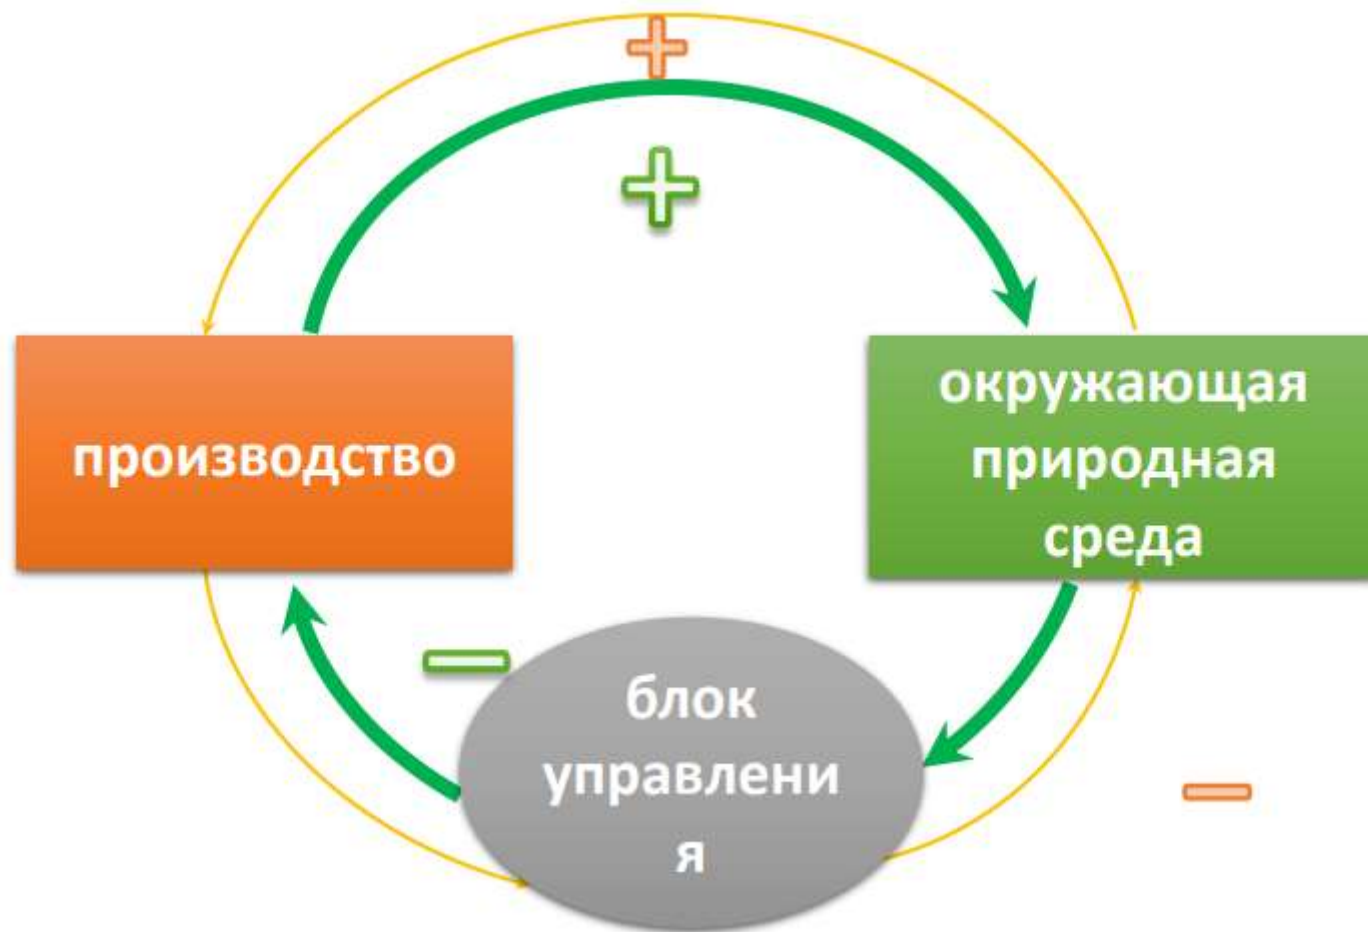 производство
окружающая
природная
среда
блок
управлени
я